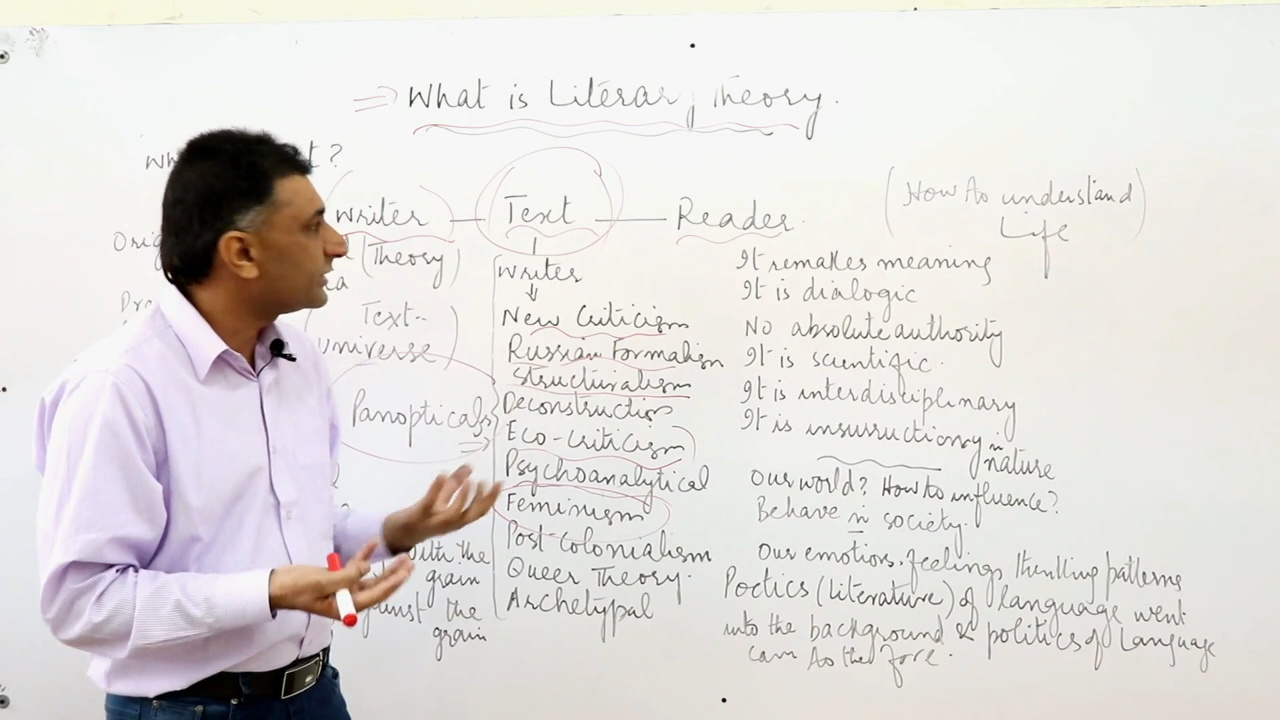 ⇒ What is Literary Theory.
t?
Writer — Text — Reader.
(Theory)
(Text-
universe)
Panopticals
with the
grain
against the
grain
Writer
↓
New Criticism
Russian Formalism
Structuralism
Deconstruction
⇒ Eco-Criticism
Psychoanalytical
Feminism
Post Colonialism
Queer Theory.
Archetypal
(How to understand
Life)
It remakes meaning
It is dialogic
No absolute authority
It is scientific.
It is interdisciplinary
It is insurructionry in
nature
Our world? How to influence?
Behave in society.
Our emotions, feelings, thinking patterns
Poetics (literature) of language went
into the background & politics of Language
cam to the fore.